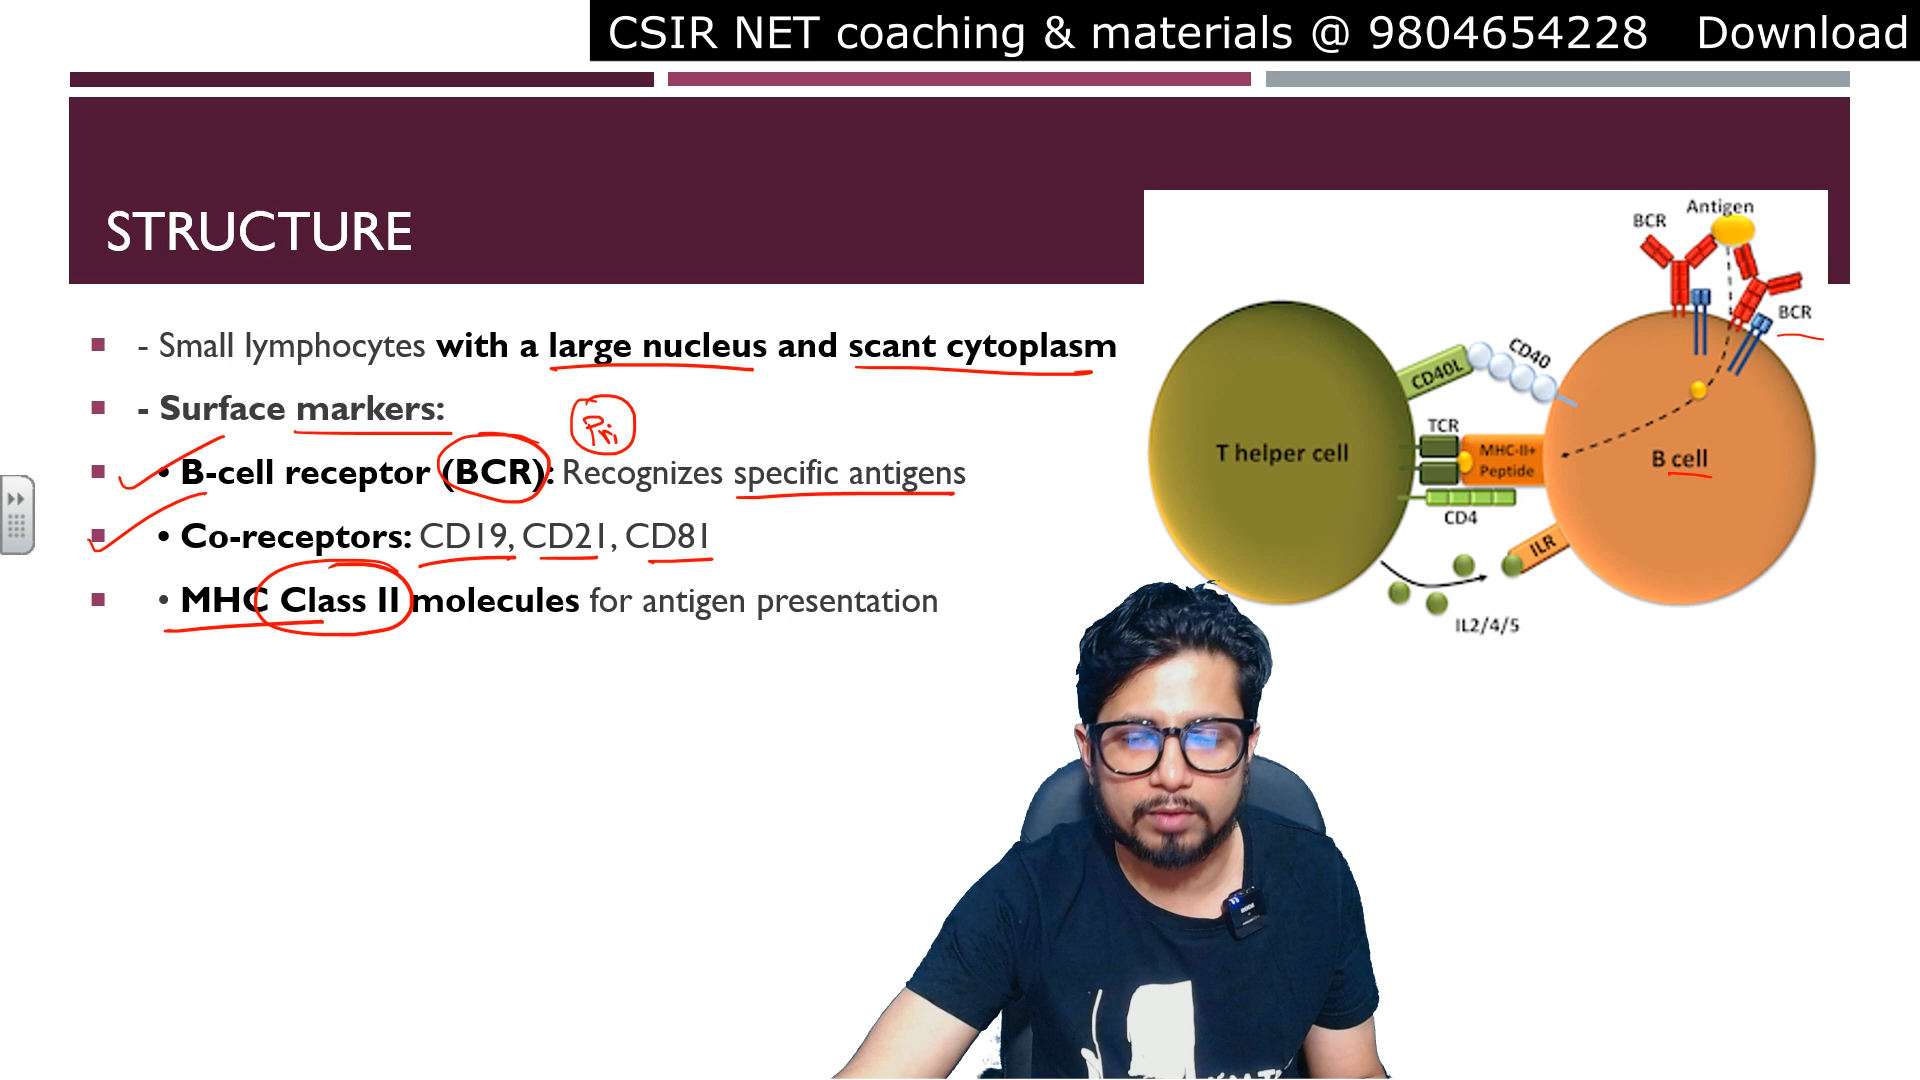 CSIR NET coaching & materials @ 9804654228 Download
STRUCTURE
- Small lymphocytes with a large nucleus and scant cytoplasm
- Surface markers:
Pri
• B-cell receptor (BCR): Recognizes specific antigens
• Co-receptors: CD19, CD21, CD81
• MHC Class II molecules for antigen presentation
Antigen
BCR
BCR
CD40
CD40L
TCR
T helper cell
MHC-II+
Peptide
B cell
CD4
ILR
IL2/4/5